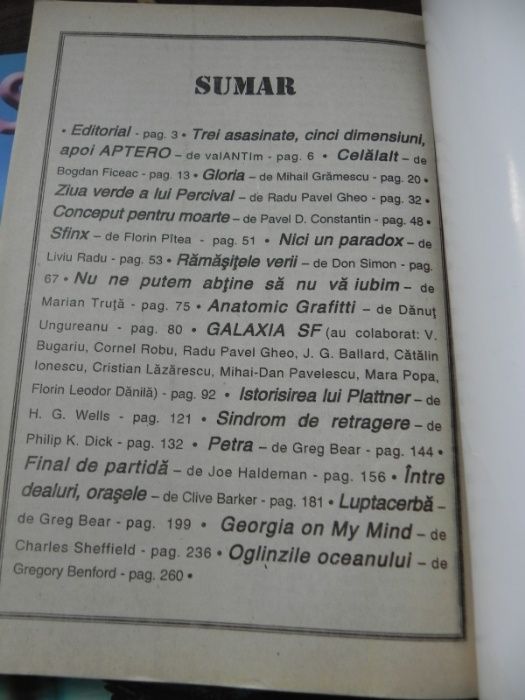 SUMAR
• Editorial - pag. 3 • Trei asasinate, cinci dimensiuni,
apoi APTERO – de valANTIm - pag. 6 • Celălalt – de
Bogdan Ficeac - pag. 13 • Gloria – de Mihail Grămescu - pag. 20 •
Ziua verde a lui Percival – de Radu Pavel Gheo - pag. 32 •
Concept pentru moarte – de Pavel D. Constantin - pag. 48 •
Sfinx – de Florin Pîtea - pag. 51 • Nici un paradox – de
Liviu Radu - pag. 53 • Rămăşiţele verii – de Don Simon - pag.
67 • Nu ne putem abţine să nu vă iubim – de
Marian Truţă - pag. 75 • Anatomic Grafitti – de Dănuţ
Ungureanu - pag. 80 • GALAXIA SF (au colaborat: V.
Bugariu, Cornel Robu, Radu Pavel Gheo, J. G. Ballard, Cătălin
Ionescu, Cristian Lăzărescu, Mihai-Dan Pavelescu, Mara Popa,
Florin Leodor Dănilă) - pag. 92 • Istorisirea lui Plattner – de
H. G. Wells - pag. 121 • Sindrom de retragere – de
Philip K. Dick - pag. 132 • Petra – de Greg Bear - pag. 144 •
Final de partidă – de Joe Haldeman - pag. 156 • Între
dealuri, oraşele – de Clive Barker - pag. 181 • Luptacerbă –
de Greg Bear - pag. 199 • Georgia on My Mind – de
Charles Sheffield - pag. 236 • Oglinzile oceanului – de
Gregory Benford - pag. 260 •